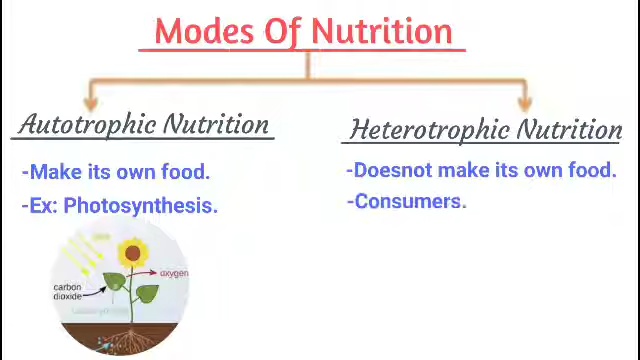 Modes Of Nutrition
Autotrophic Nutrition
-Make its own food.
-Ex: Photosynthesis.
oxygen
carbon
dioxide
Heterotrophic Nutrition
-Doesnot make its own food.
-Consumers.